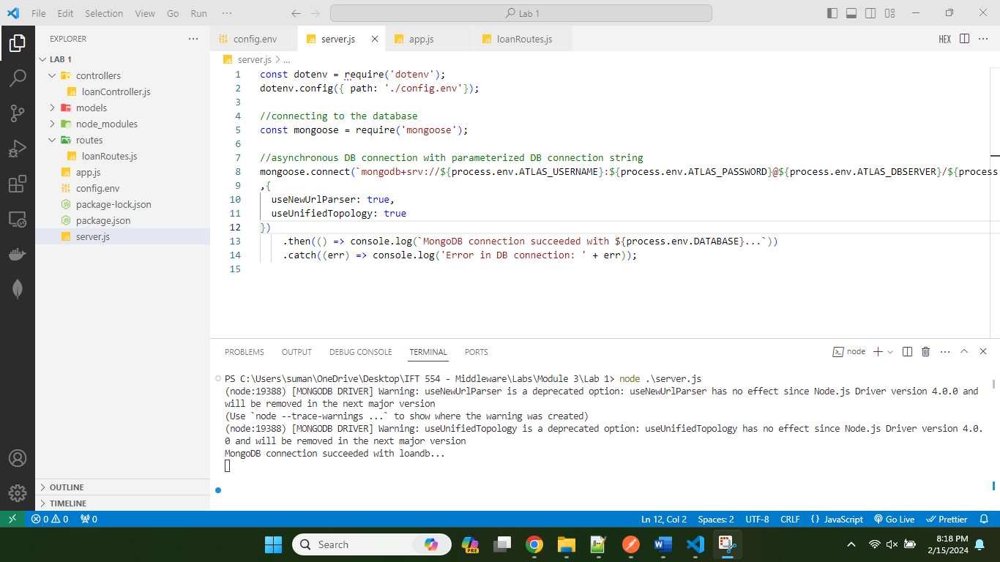 File Edit Selection View Go Run ... Lab 1
EXPLORER ...
LAB 1
controllers
loanController.js
models
node_modules
routes
loanRoutes.js
app.js
config.env
package-lock.json
package.json
server.js
OUTLINE
TIMELINE
config.env server.js app.js loanRoutes.js HEX
server.js > ...
1 const dotenv = require('dotenv');
2 dotenv.config({ path: './config.env'});
3
4 //connecting to the database
5 const mongoose = require('mongoose');
6
7 //asynchronous DB connection with parameterized DB connection string
8 mongoose.connect(`mongodb+srv://${process.env.ATLAS_USERNAME}:${process.env.ATLAS_PASSWORD}@${process.env.ATLAS_DBSERVER}/${process
9 ,{
10 useNewUrlParser: true,
11 useUnifiedTopology: true
12 })
13 .then(() => console.log(`MongoDB connection succeeded with ${process.env.DATABASE}...`))
14 .catch((err) => console.log('Error in DB connection: ' + err));
15
PROBLEMS OUTPUT DEBUG CONSOLE TERMINAL PORTS node
PS C:\Users\suman\OneDrive\Desktop\IFT 554 - Middleware\Labs\Module 3\Lab 1> node .\server.js
(node:19388) [MONGODB DRIVER] Warning: useNewUrlParser is a deprecated option: useNewUrlParser has no effect since Node.js Driver version 4.0.0 and
will be removed in the next major version
(Use `node --trace-warnings ...` to show where the warning was created)
(node:19388) [MONGODB DRIVER] Warning: useUnifiedTopology is a deprecated option: useUnifiedTopology has no effect since Node.js Driver version 4.0.
0 and will be removed in the next major version
MongoDB connection succeeded with loandb...
0 0 0 Ln 12, Col 2 Spaces: 2 UTF-8 CRLF {} JavaScript Go Live Prettier
Search PRE 8:18 PM
2/15/2024